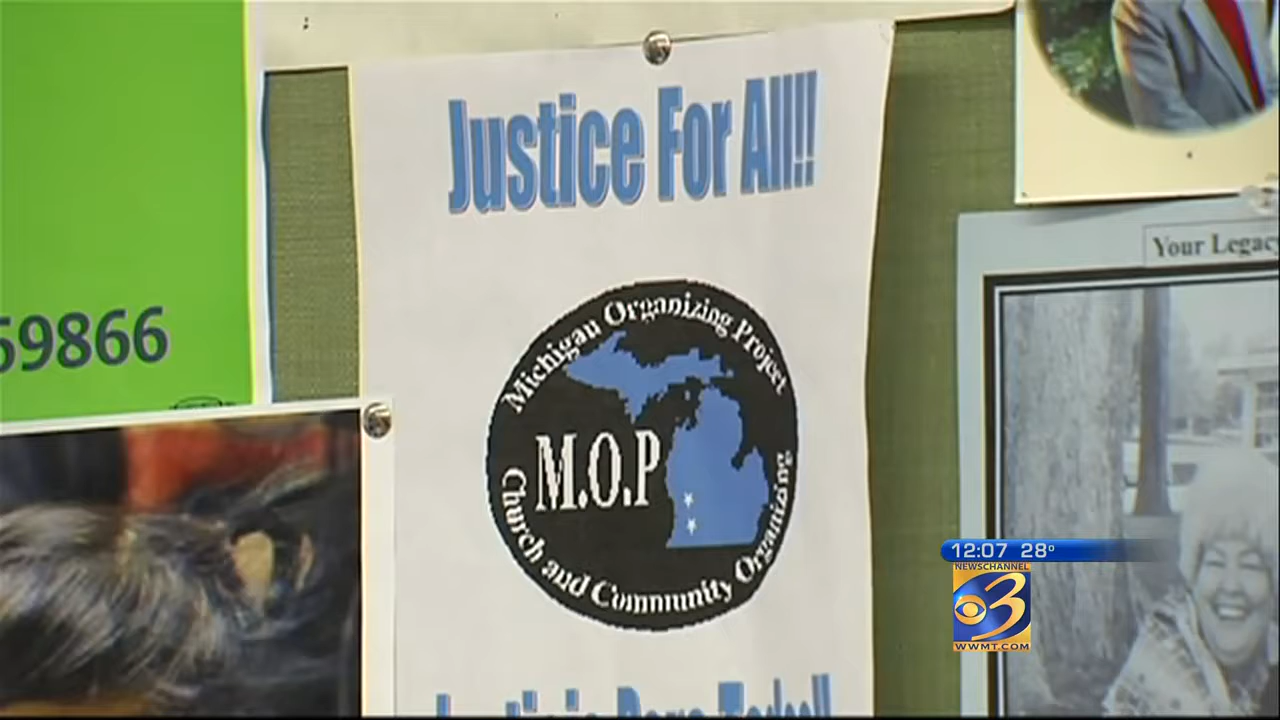 Justice For All!!
59866
Michigan Organizing Project
M.O.P
Church and Community Organizing
Your Legacy
12:07 28°
NEWSCHANNEL
3
WWMT.COM